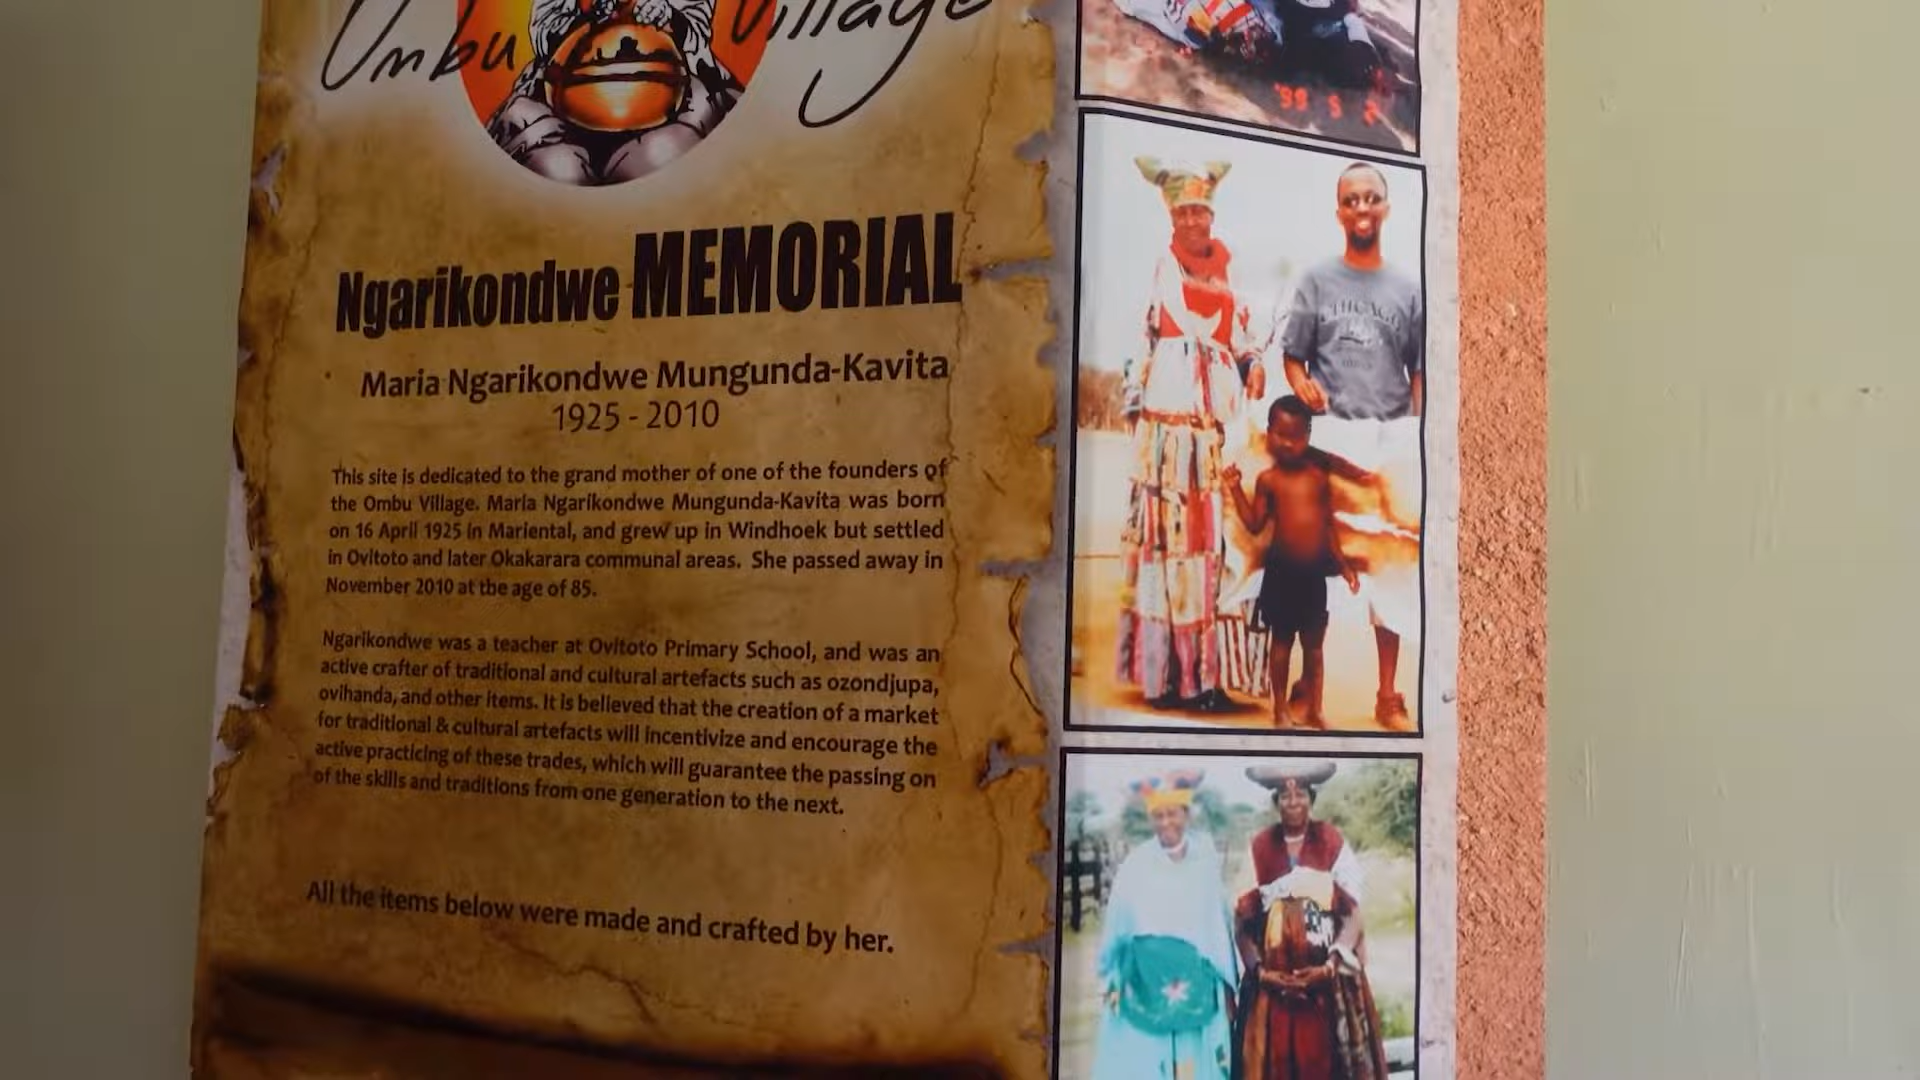 Ombu Village
Ngarikondwe MEMORIAL
Maria Ngarikondwe Mungunda-Kavita
1925 - 2010
This site is dedicated to the grand mother of one of the founders of
the Ombu Village. Maria Ngarikondwe Mungunda-Kavita was born
on 16 April 1925 in Mariental, and grew up in Windhoek but settled
in Ovitoto and later Okakarara communal areas. She passed away in
November 2010 at the age of 85.
Ngarikondwe was a teacher at Ovitoto Primary School, and was an
active crafter of traditional and cultural artefacts such as ozondjupa,
ovihanda, and other items. It is believed that the creation of a market
for traditional & cultural artefacts will incentivize and encourage the
active practicing of these trades, which will guarantee the passing on
of the skills and traditions from one generation to the next.
All the items below were made and crafted by her.
CHICAGO